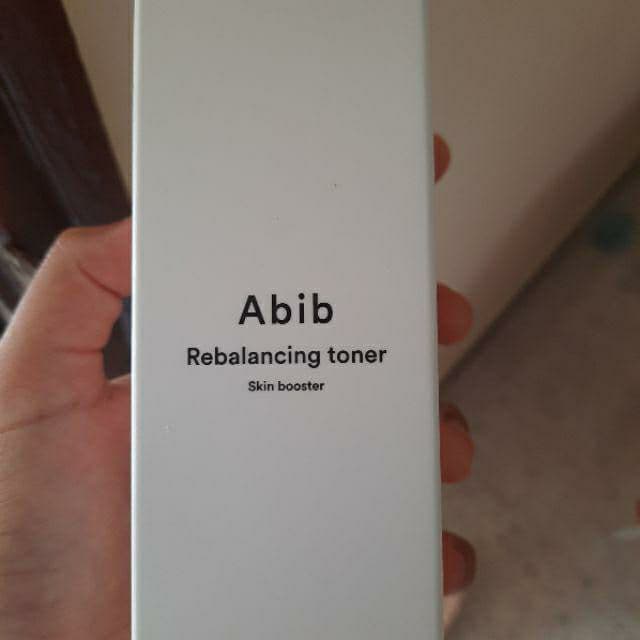 Abib
Rebalancing toner
Skin booster